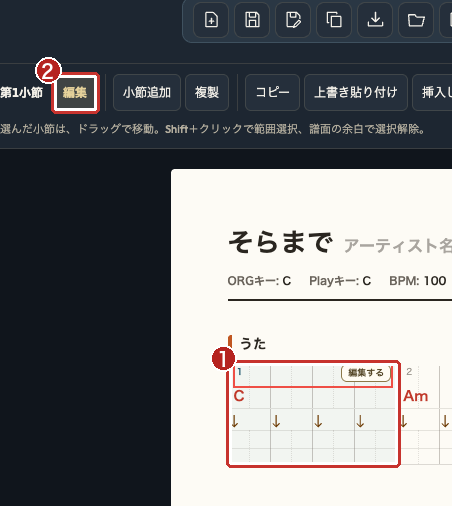 2
第1小節 編集 小節追加 複製 コピー 上書き貼り付け 挿入し
選んだ小節は、ドラッグで移動。Shift＋クリックで範囲選択、譜面の余白で選択解除。
そらまで アーティスト名
ORGキー: C Playキー: C BPM: 100
うた
1
1 編集する 2
C Am
↓ ↓ ↓ ↓ ↓ ↓